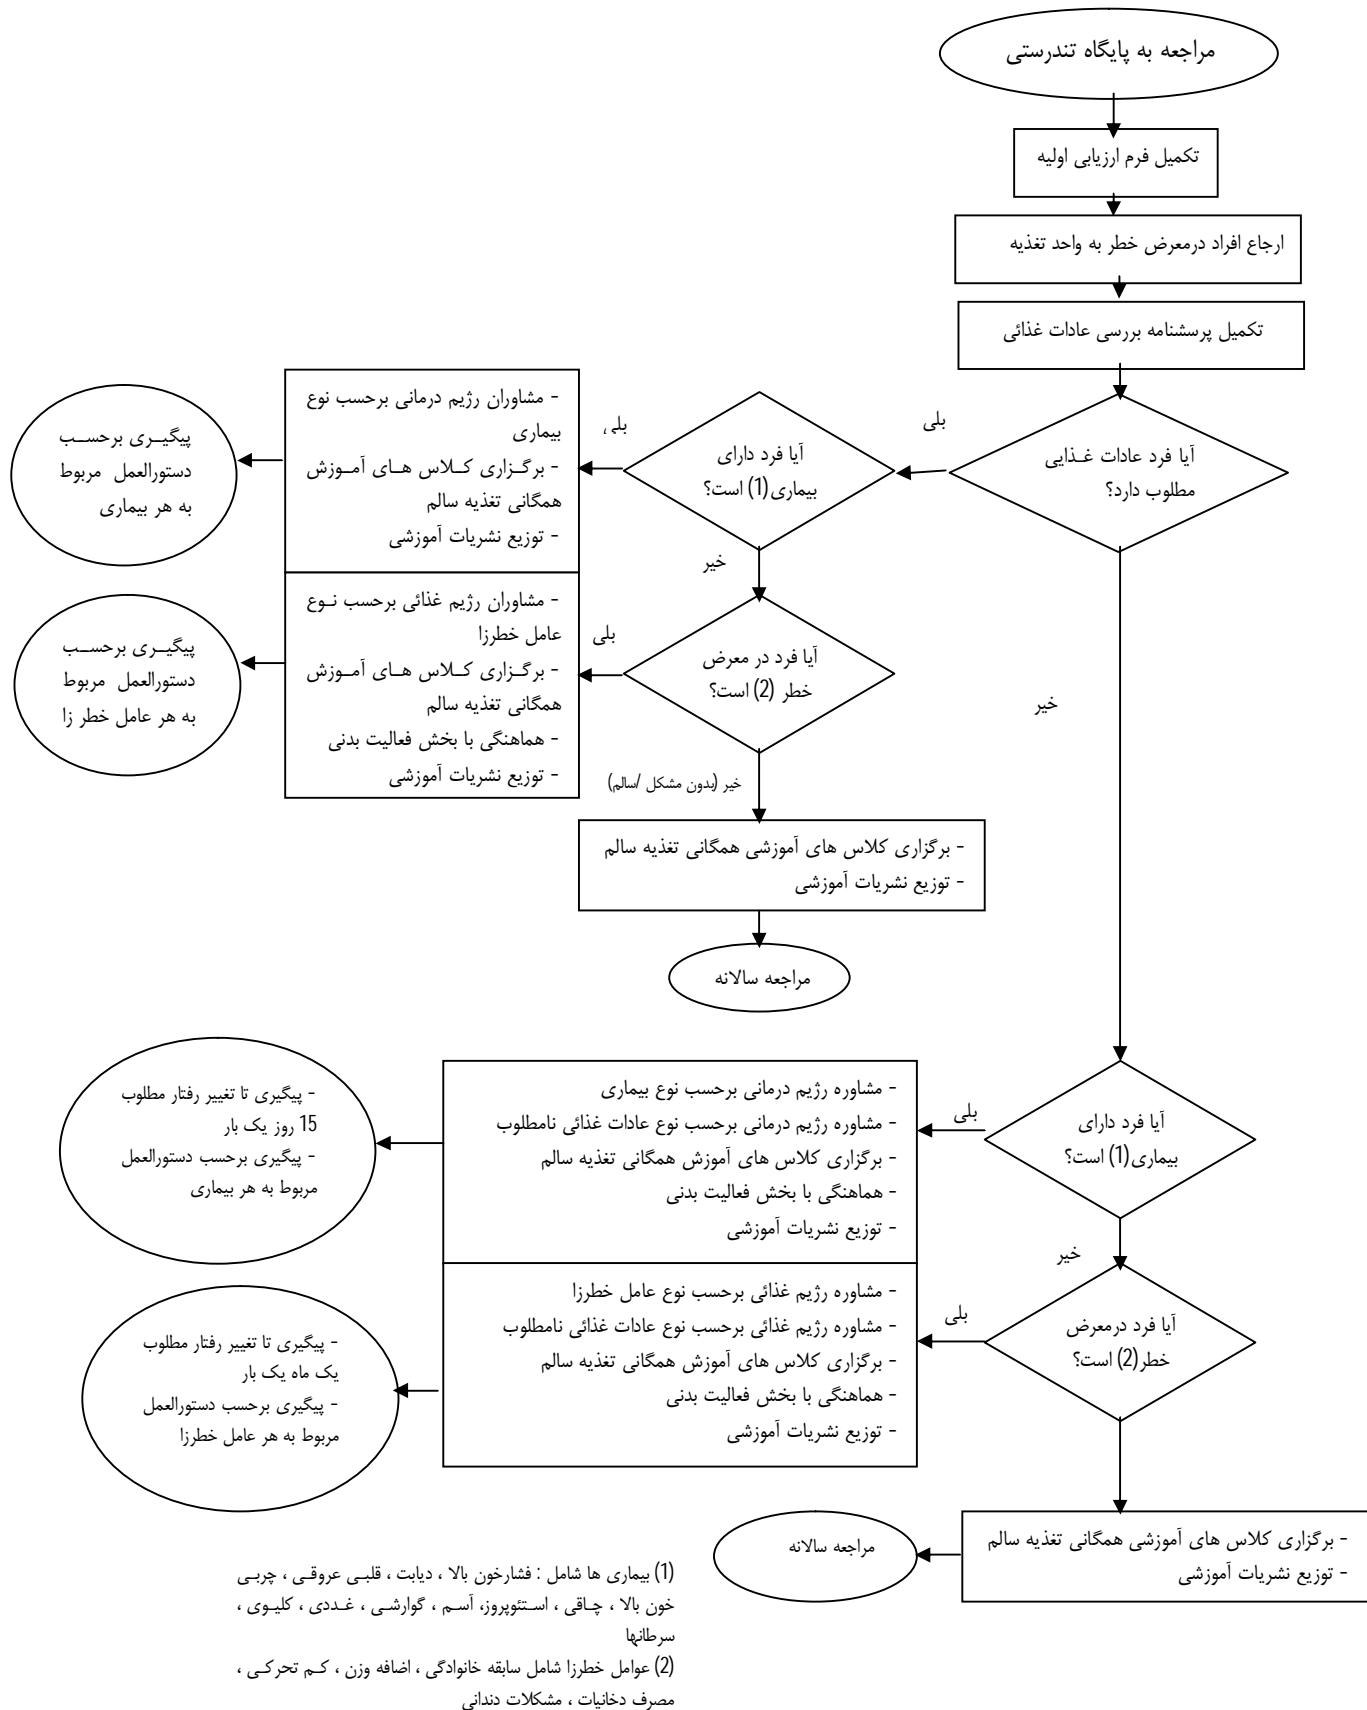 مراجعه به پایگاه تندرستی
تکمیل فرم ارزیابی اولیه
ارجاع افراد درمعرض خطر به واحد تغذیه
تکمیل پرسشنامه بررسی عادات غذائی
آیا فرد عادات غـذایی
مطلوب دارد؟
بلی
خیر
آیا فرد دارای
بیماری(1) است؟
بلی
خیر
- مشاوران رژیم درمانی برحسب نوع
بیماری
- برگـزاری کـلاس هـای آمـوزش
همگانی تغذیه سالم
- توزیع نشریات آموزشی
پیگیـری برحسـب
دستورالعمل مربوط
به هر بیماری
آیا فرد در معرض
خطر (2) است؟
بلی
خیر (بدون مشکل /سالم)
- مشاوران رژیم غذائی برحسب نـوع
عامل خطرزا
- برگـزاری کـلاس هـای آمـوزش
همگانی تغذیه سالم
- هماهنگی با بخش فعالیت بدنی
- توزیع نشریات آموزشی
پیگیـری برحسـب
دستورالعمل مربوط
به هر عامل خطر زا
- برگزاری کلاس های آموزشی همگانی تغذیه سالم
- توزیع نشریات آموزشی
مراجعه سالانه
آیا فرد دارای
بیماری(1) است؟
بلی
خیر
- مشاوره رژیم درمانی برحسب نوع بیماری
- مشاوره رژیم درمانی برحسب نوع عادات غذائی نامطلوب
- برگزاری کلاس های آموزش همگانی تغذیه سالم
- هماهنگی با بخش فعالیت بدنی
- توزیع نشریات آموزشی
- پیگیری تا تغییر رفتار مطلوب
15 روز یک بار
- پیگیری برحسب دستورالعمل
مربوط به هر بیماری
آیا فرد درمعرض
خطر(2) است؟
بلی
- مشاوره رژیم غذائی برحسب نوع عامل خطرزا
- مشاوره رژیم غذائی برحسب نوع عادات غذائی نامطلوب
- برگزاری کلاس های آموزش همگانی تغذیه سالم
- هماهنگی با بخش فعالیت بدنی
- توزیع نشریات آموزشی
- پیگیری تا تغییر رفتار مطلوب
یک ماه یک بار
- پیگیری برحسب دستورالعمل
مربوط به هر عامل خطرزا
- برگزاری کلاس های آموزشی همگانی تغذیه سالم
- توزیع نشریات آموزشی
مراجعه سالانه
(1) بیماری ها شامل : فشارخون بالا ، دیابت ، قلبـی عروقـی ، چربـی
خون بالا ، چـاقی ، اسـتئوپروز، آسـم ، گوارشـی ، غـددی ، کلیـوی ،
سرطانها
(2) عوامل خطرزا شامل سابقه خانوادگی ، اضافه وزن ، کـم تحرکـی ،
مصرف دخانیات ، مشکلات دندانی